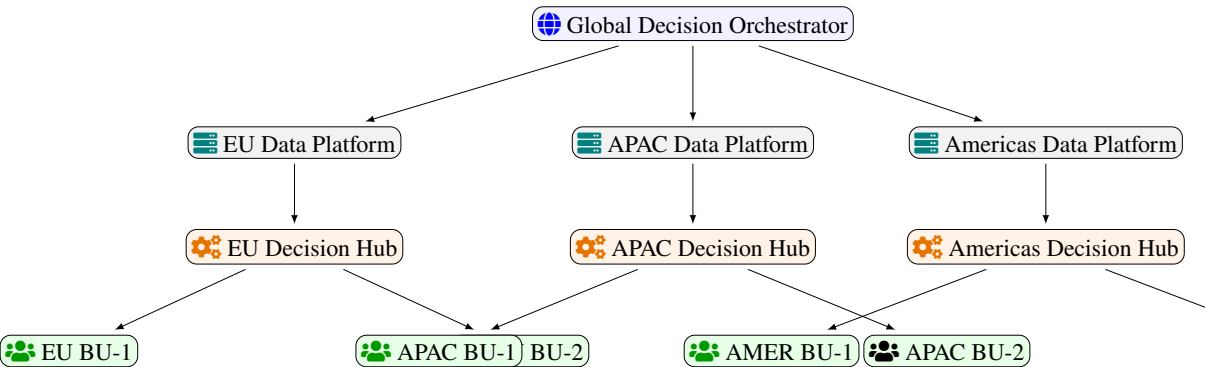 Global Decision Orchestrator
EU Data Platform
APAC Data Platform
Americas Data Platform
EU Decision Hub
APAC Decision Hub
Americas Decision Hub
EU BU-1
APAC BU-1
BU-2
AMER BU-1
APAC BU-2